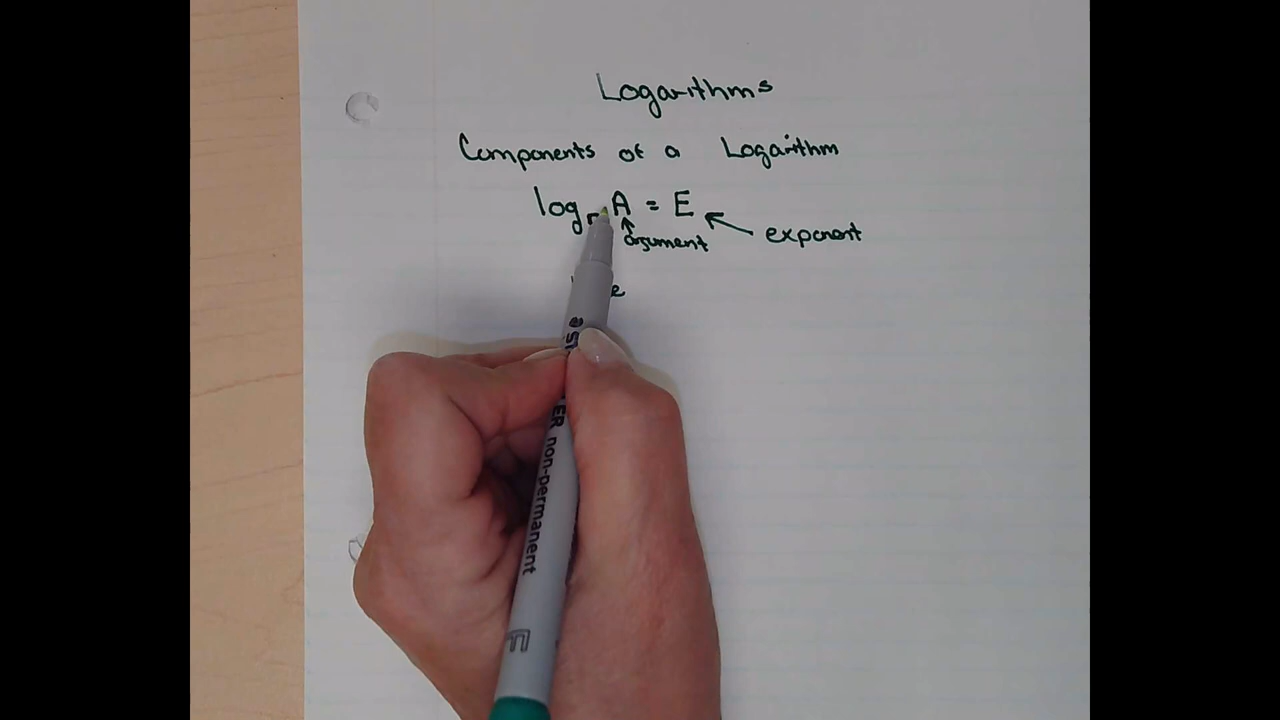 Logarithms
Components of a Logarithm
log A = E
argument
exponent
non-permanent
F